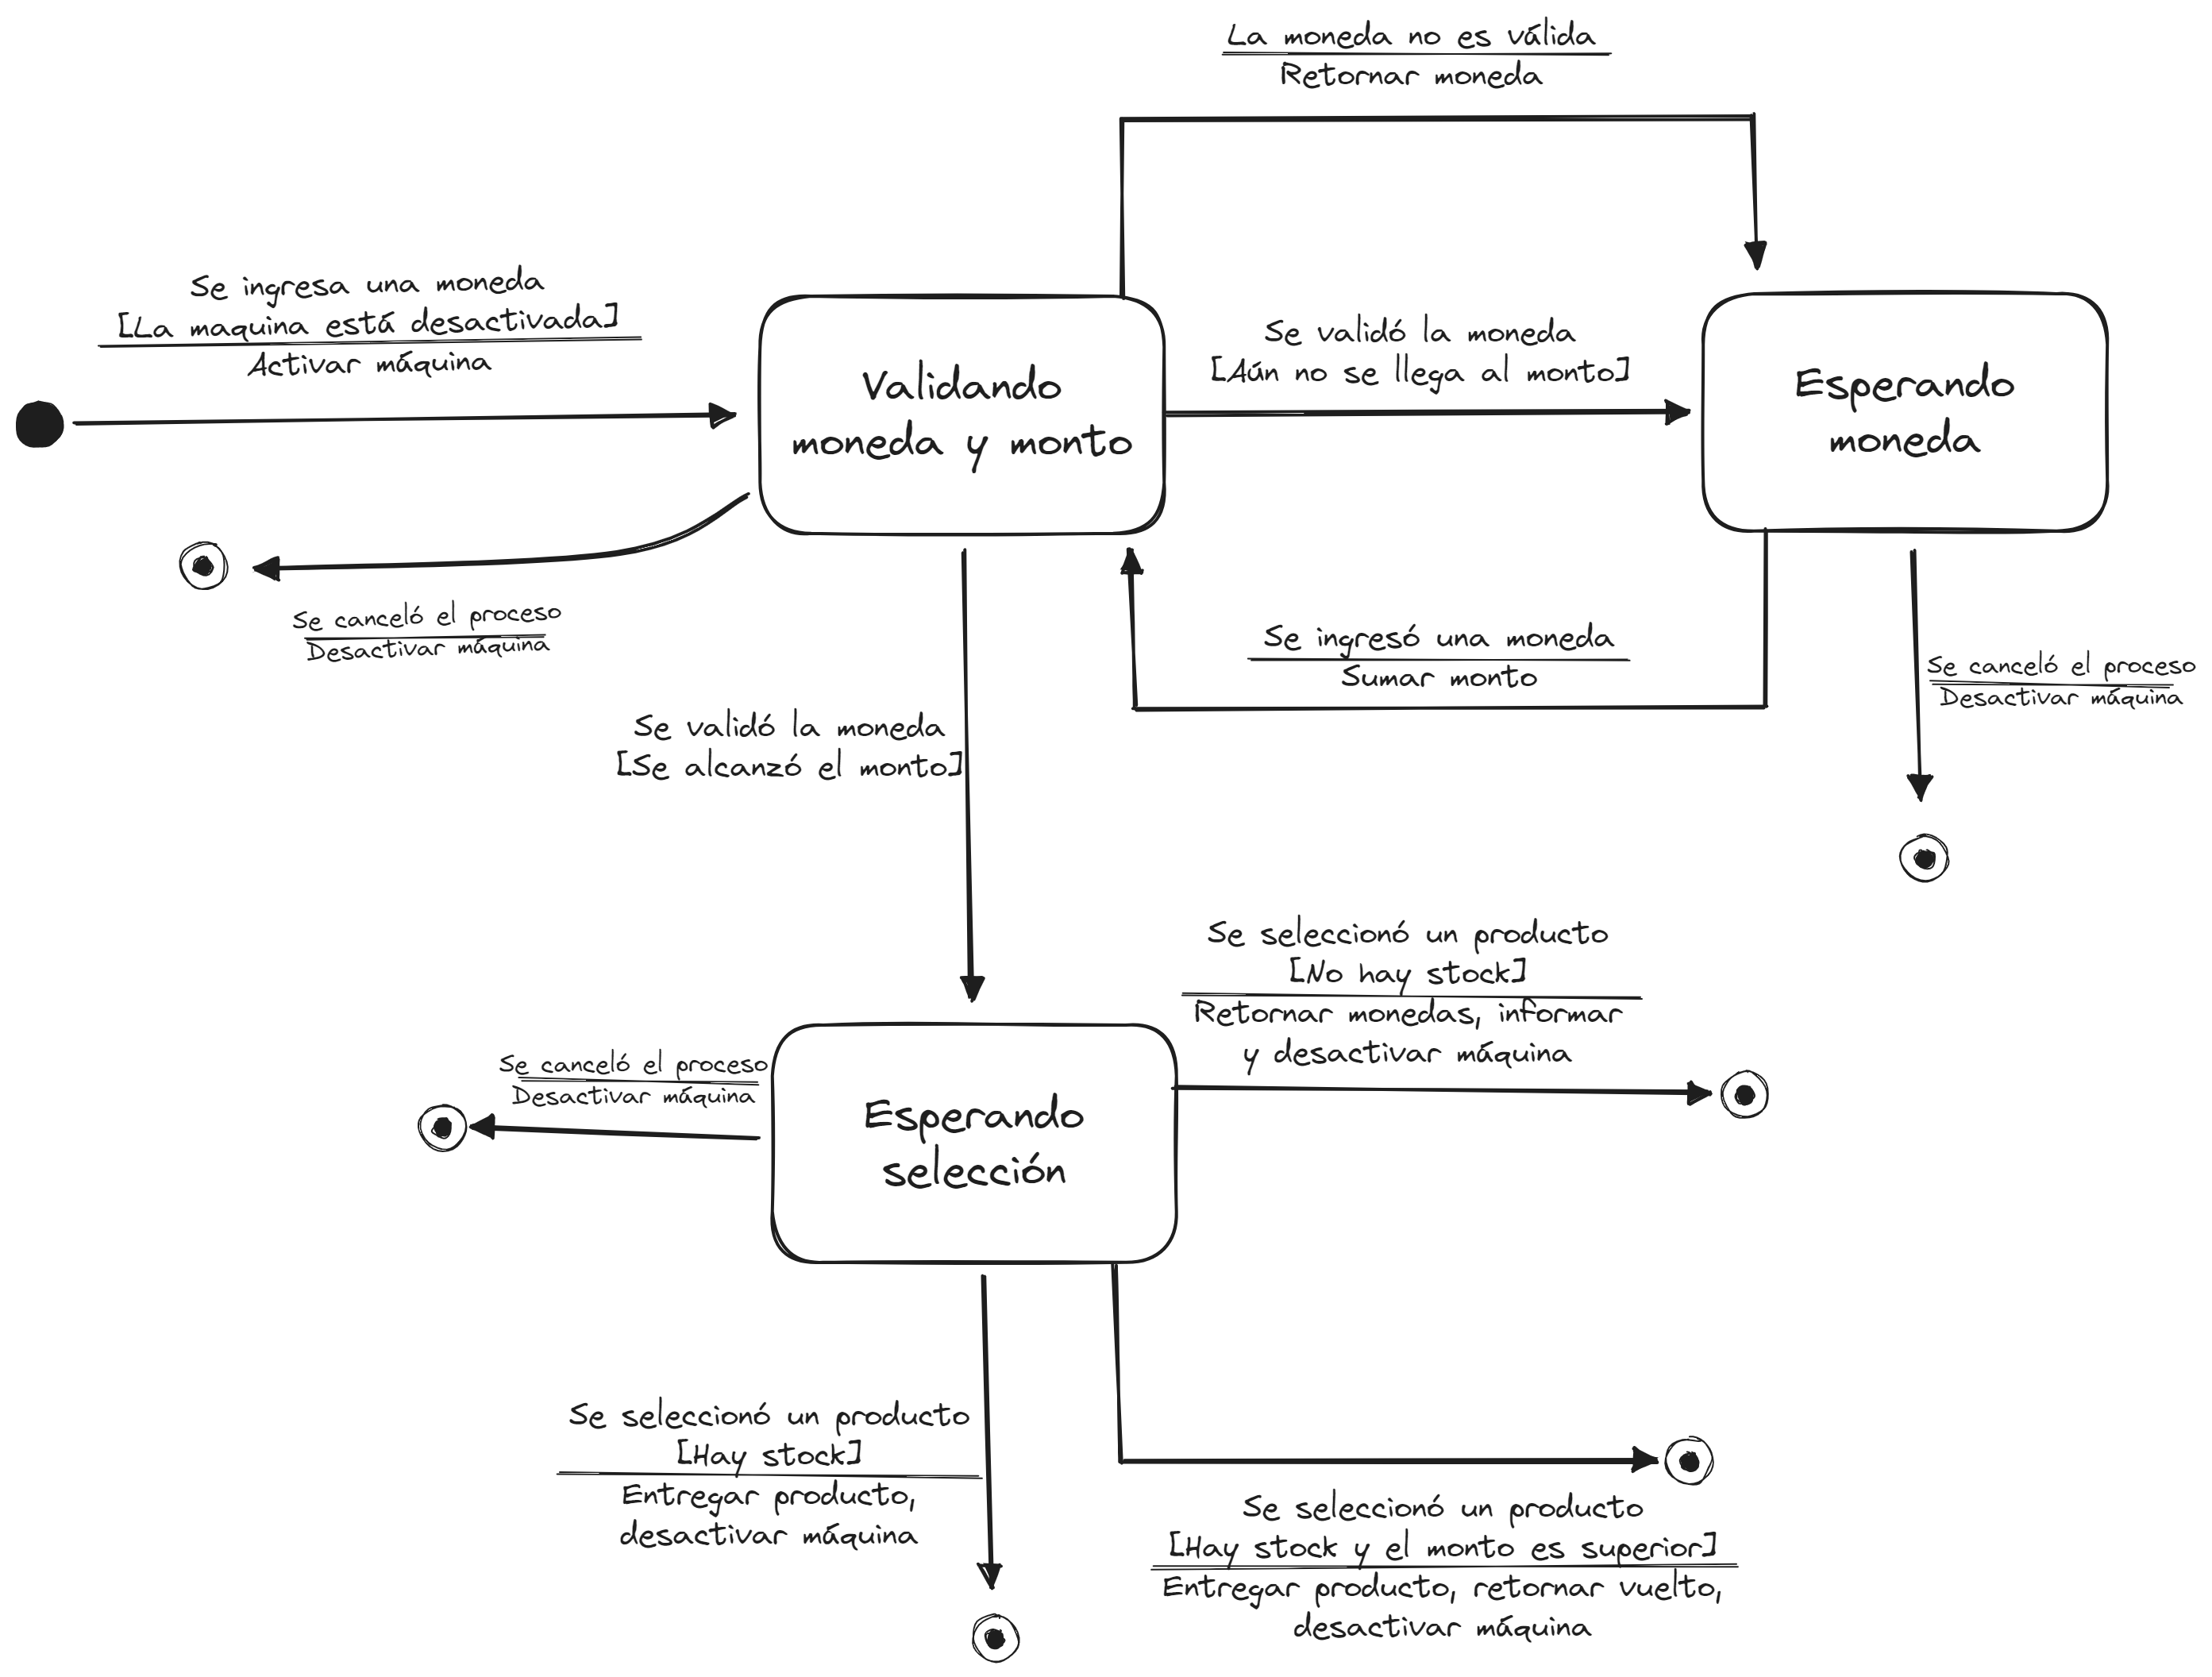 La moneda no es válida
Retornar moneda
Se ingresa una moneda
[La maquina está desactivada]
Activar máquina
Validando
moneda y monto
Se validó la moneda
[Aún no se llega al monto]
Esperando
moneda
Se canceló el proceso
Desactivar máquina
Se ingresó una moneda
Sumar monto
Se canceló el proceso
Desactivar máquina
Se validó la moneda
[Se alcanzó el monto]
Se seleccionó un producto
[No hay stock]
Retornar monedas, informar
y desactivar máquina
Se canceló el proceso
Desactivar máquina
Esperando
selección
Se seleccionó un producto
[Hay stock]
Entregar producto,
desactivar máquina
Se seleccionó un producto
[Hay stock y el monto es superior]
Entregar producto, retornar vuelto,
desactivar máquina